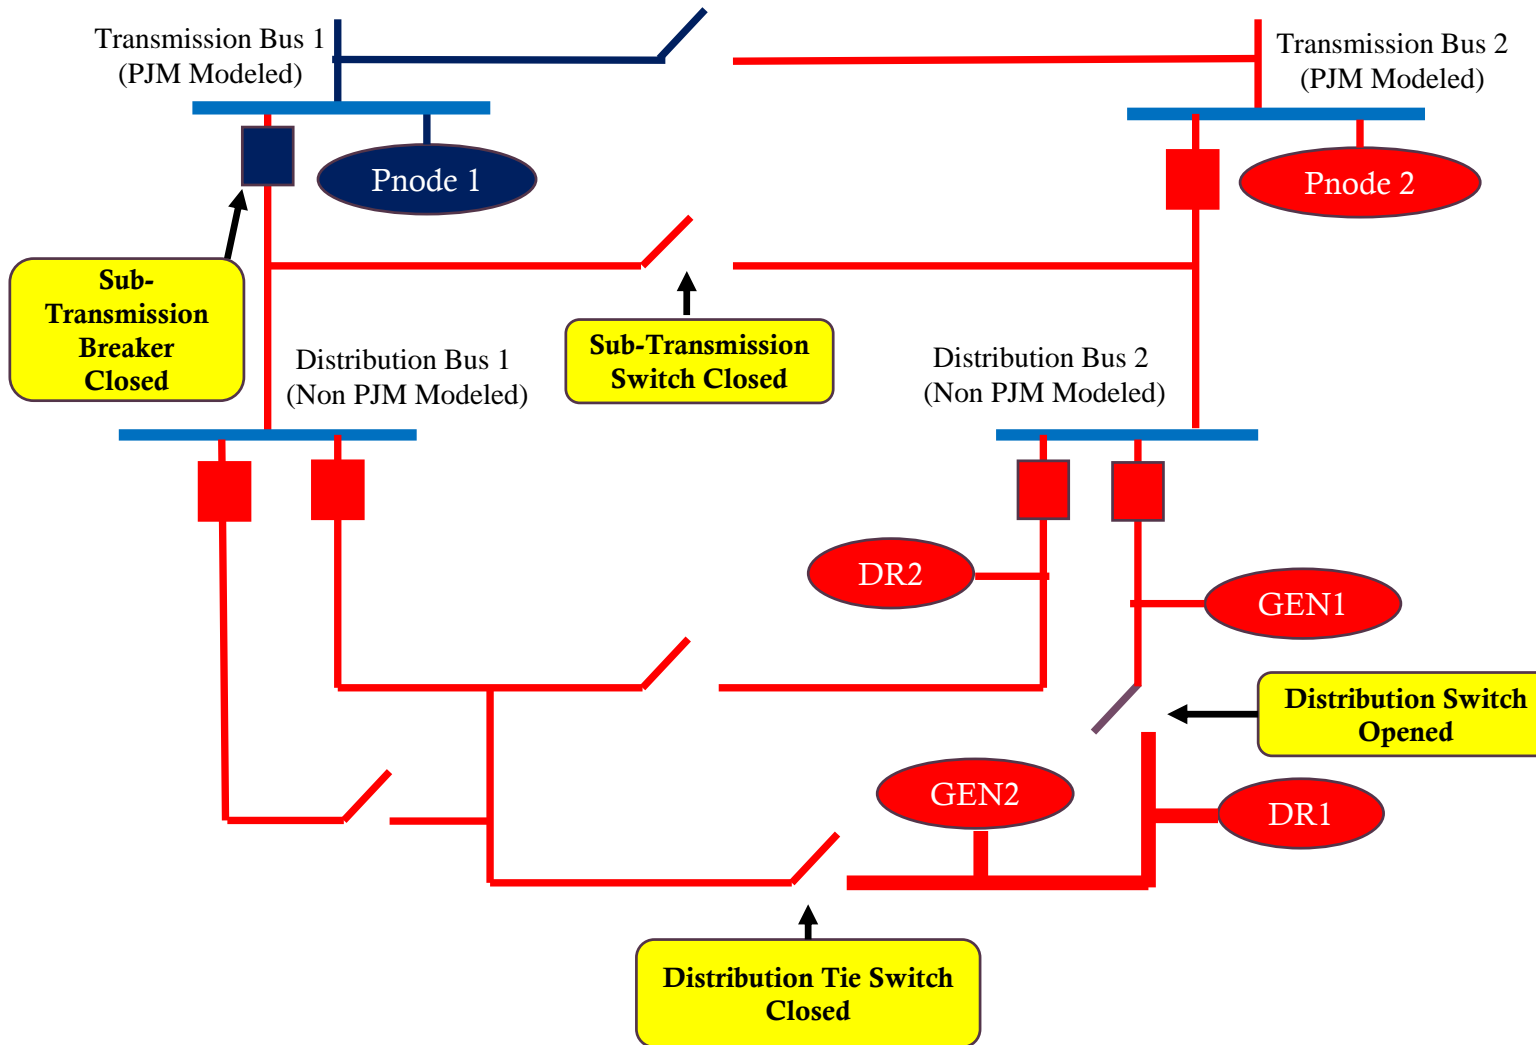 Transmission Bus 1
(PJM Modeled)
Transmission Bus 2
(PJM Modeled)
Pnode 1
Pnode 2
Sub-
Transmission
Breaker
Closed
Sub-Transmission
Switch Closed
Distribution Bus 1
(Non PJM Modeled)
Distribution Bus 2
(Non PJM Modeled)
DR2
GEN1
Distribution Switch
Opened
GEN2
DR1
Distribution Tie Switch
Closed